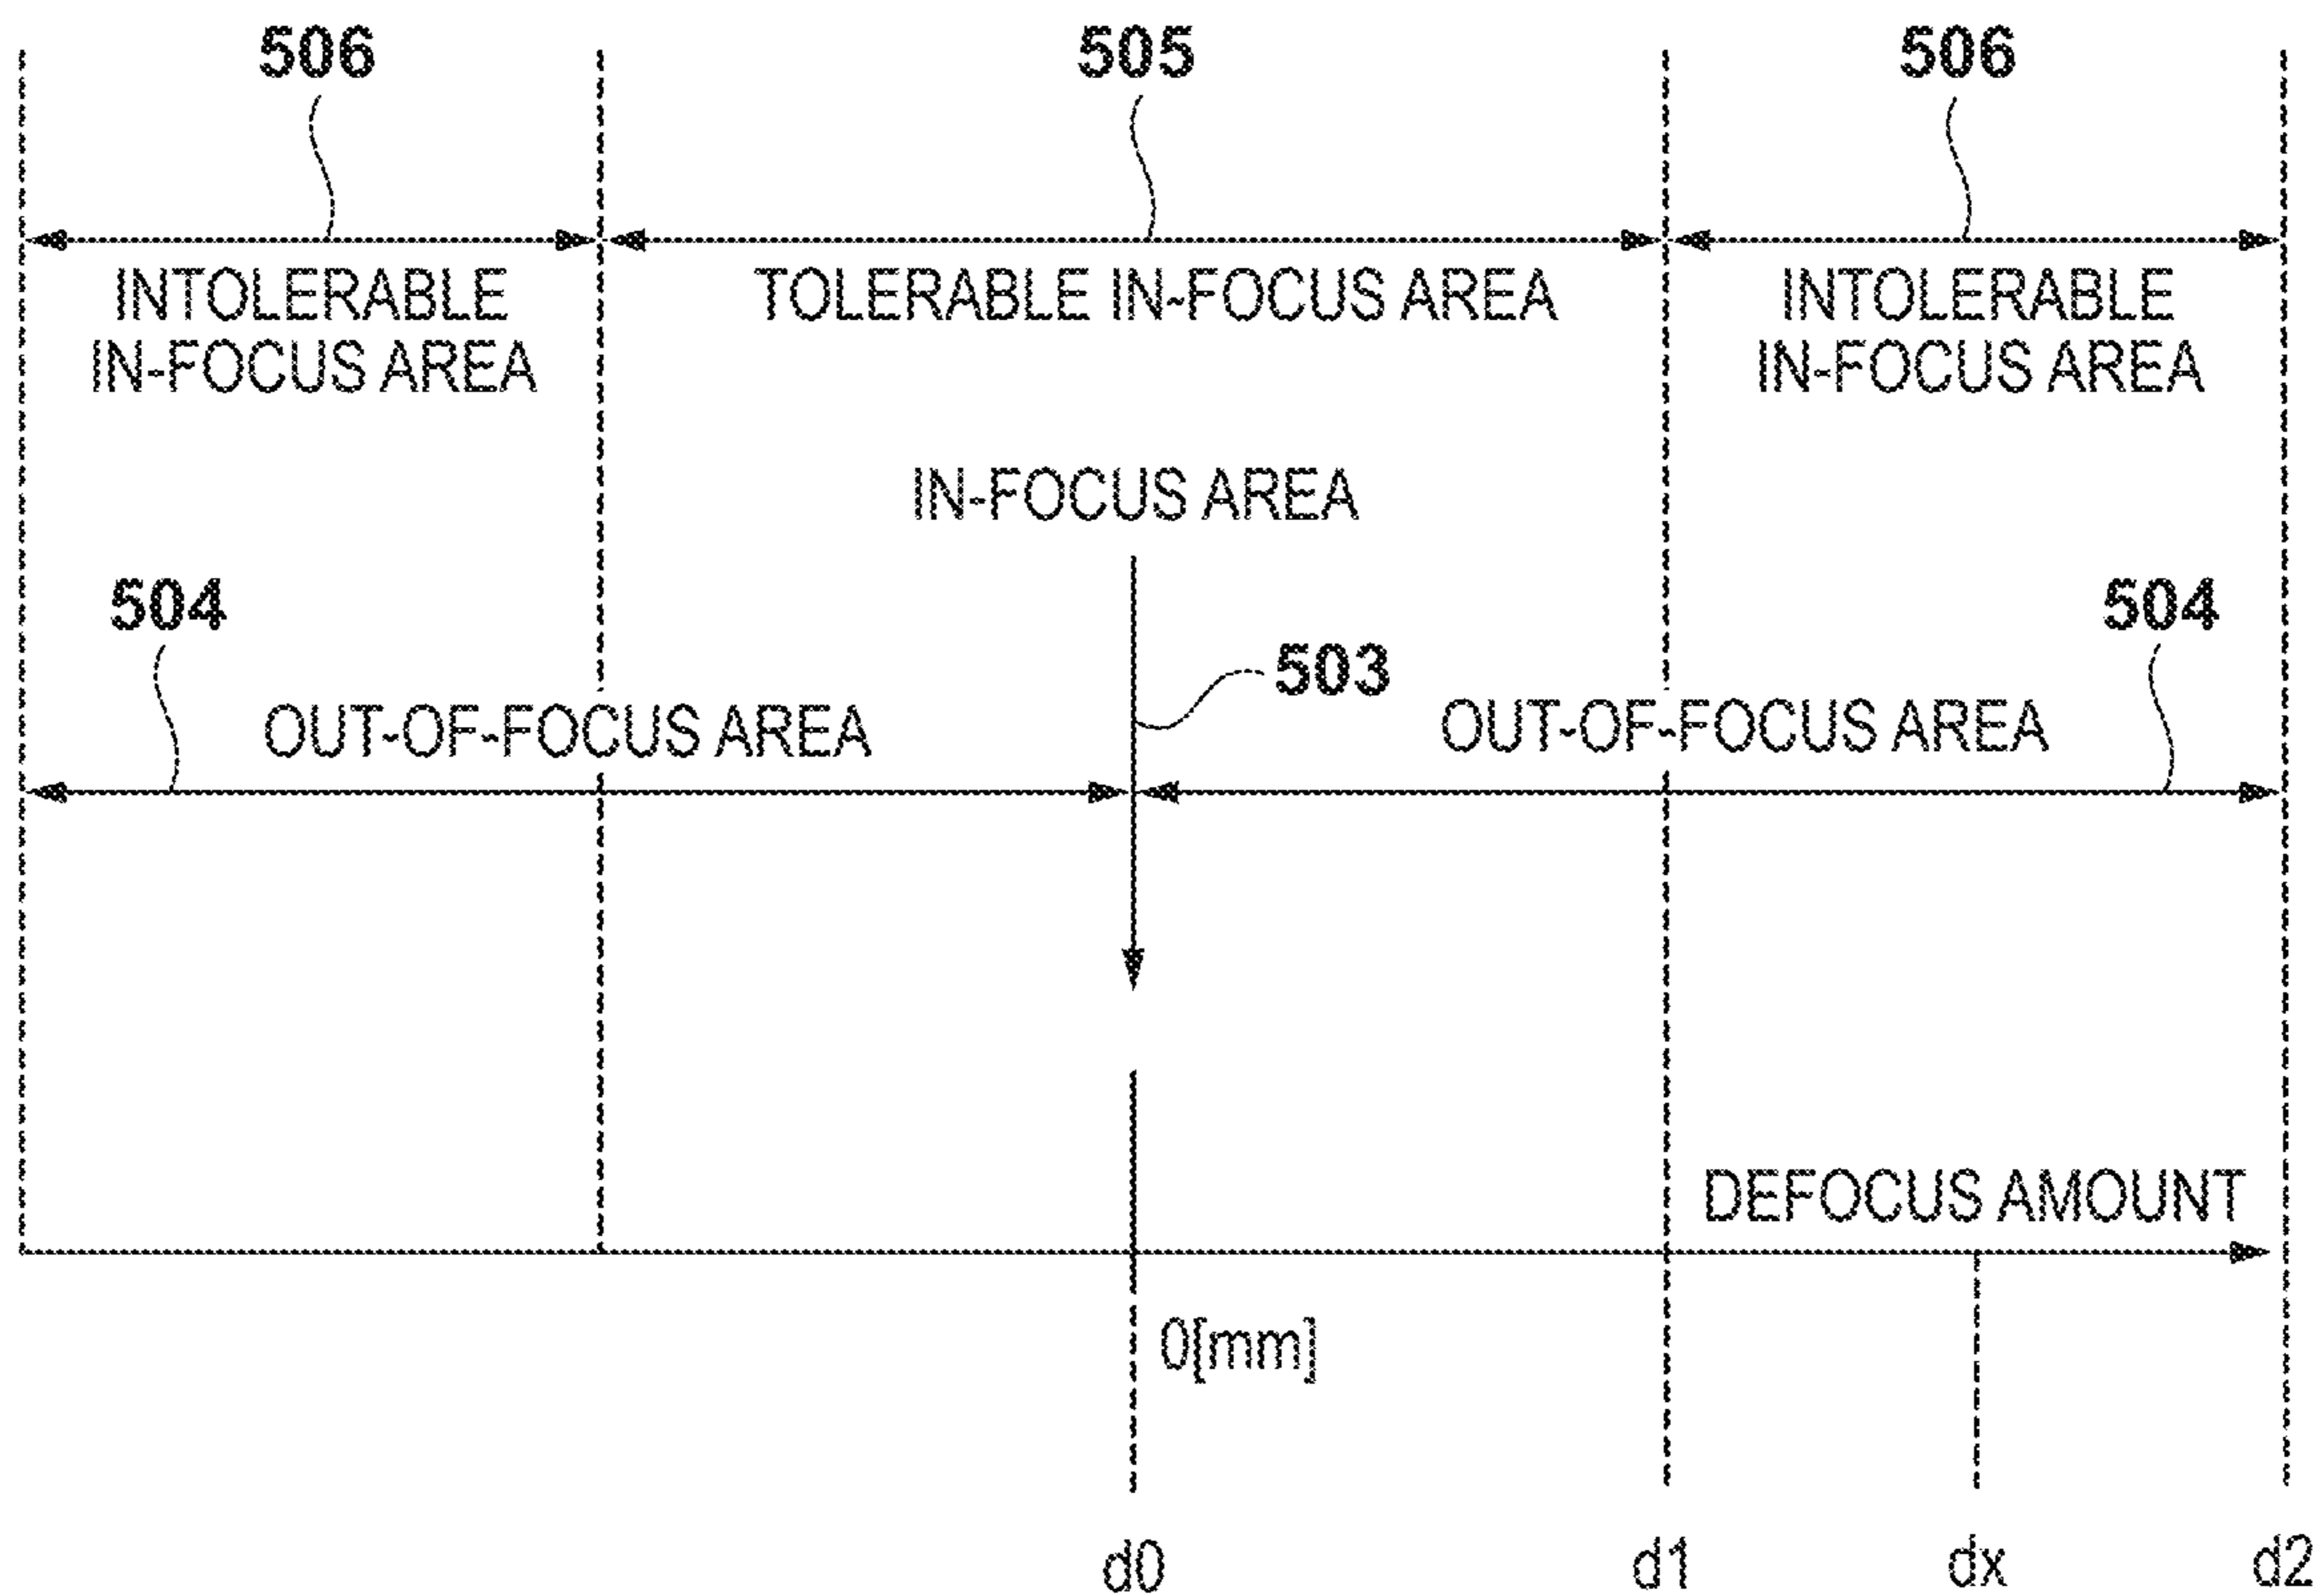 506
505
506
INTOLERABLE
IN-FOCUS AREA
TOLERABLE IN-FOCUS AREA
INTOLERABLE
IN-FOCUS AREA
IN-FOCUS AREA
504
504
503
OUT-OF-FOCUS AREA
OUT-OF-FOCUS AREA
DEFOCUS AMOUNT
0[mm]
d0
d1
dx
d2